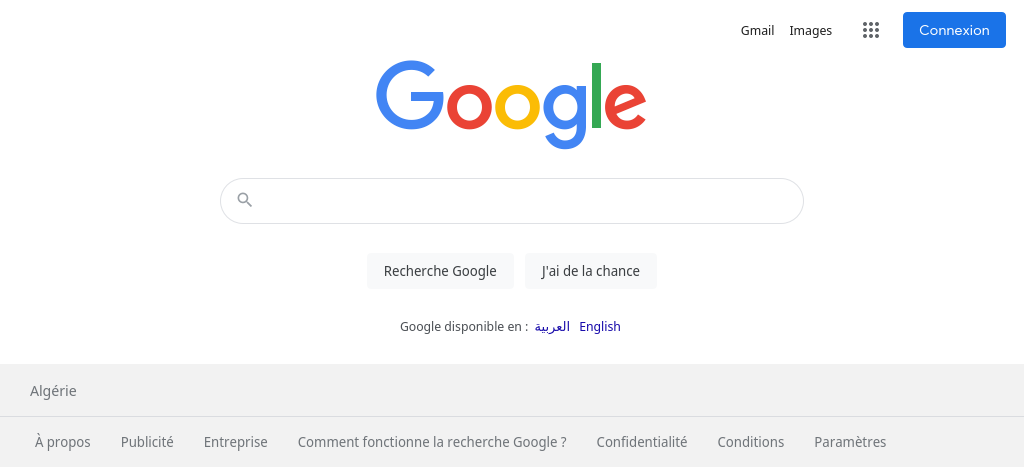 Gmail Images Connexion
Google
Recherche Google J'ai de la chance
Google disponible en : العربية English
Algérie
À propos Publicité Entreprise Comment fonctionne la recherche Google ? Confidentialité Conditions Paramètres